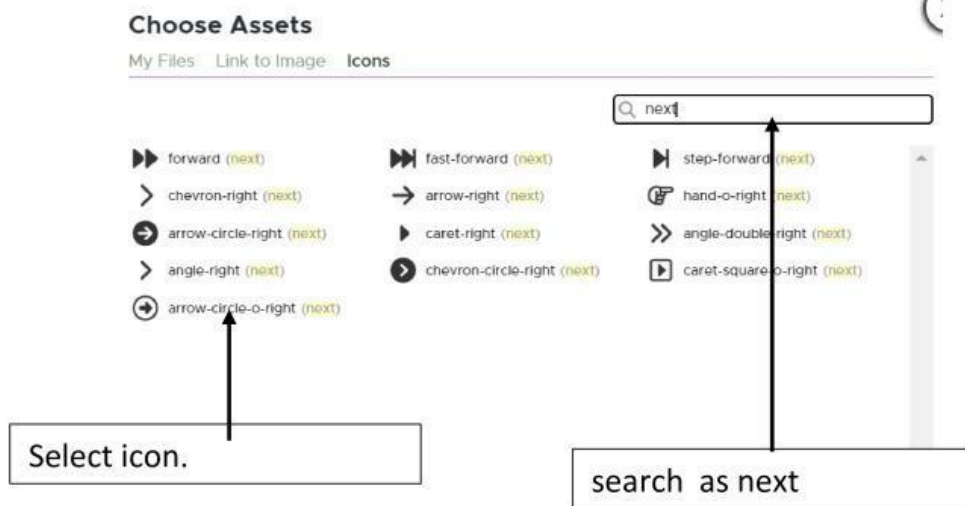 Choose Assets
My Files Link to Image Icons
next
forward (next) fast-forward (next) step-forward (next)
chevron-right (next) arrow-right (next) hand-o-right (next)
arrow-circle-right (next) caret-right (next) angle-double-right (next)
angle-right (next) chevron-circle-right (next) caret-square-o-right (next)
arrow-circle-o-right (next)
Select icon.
search as next